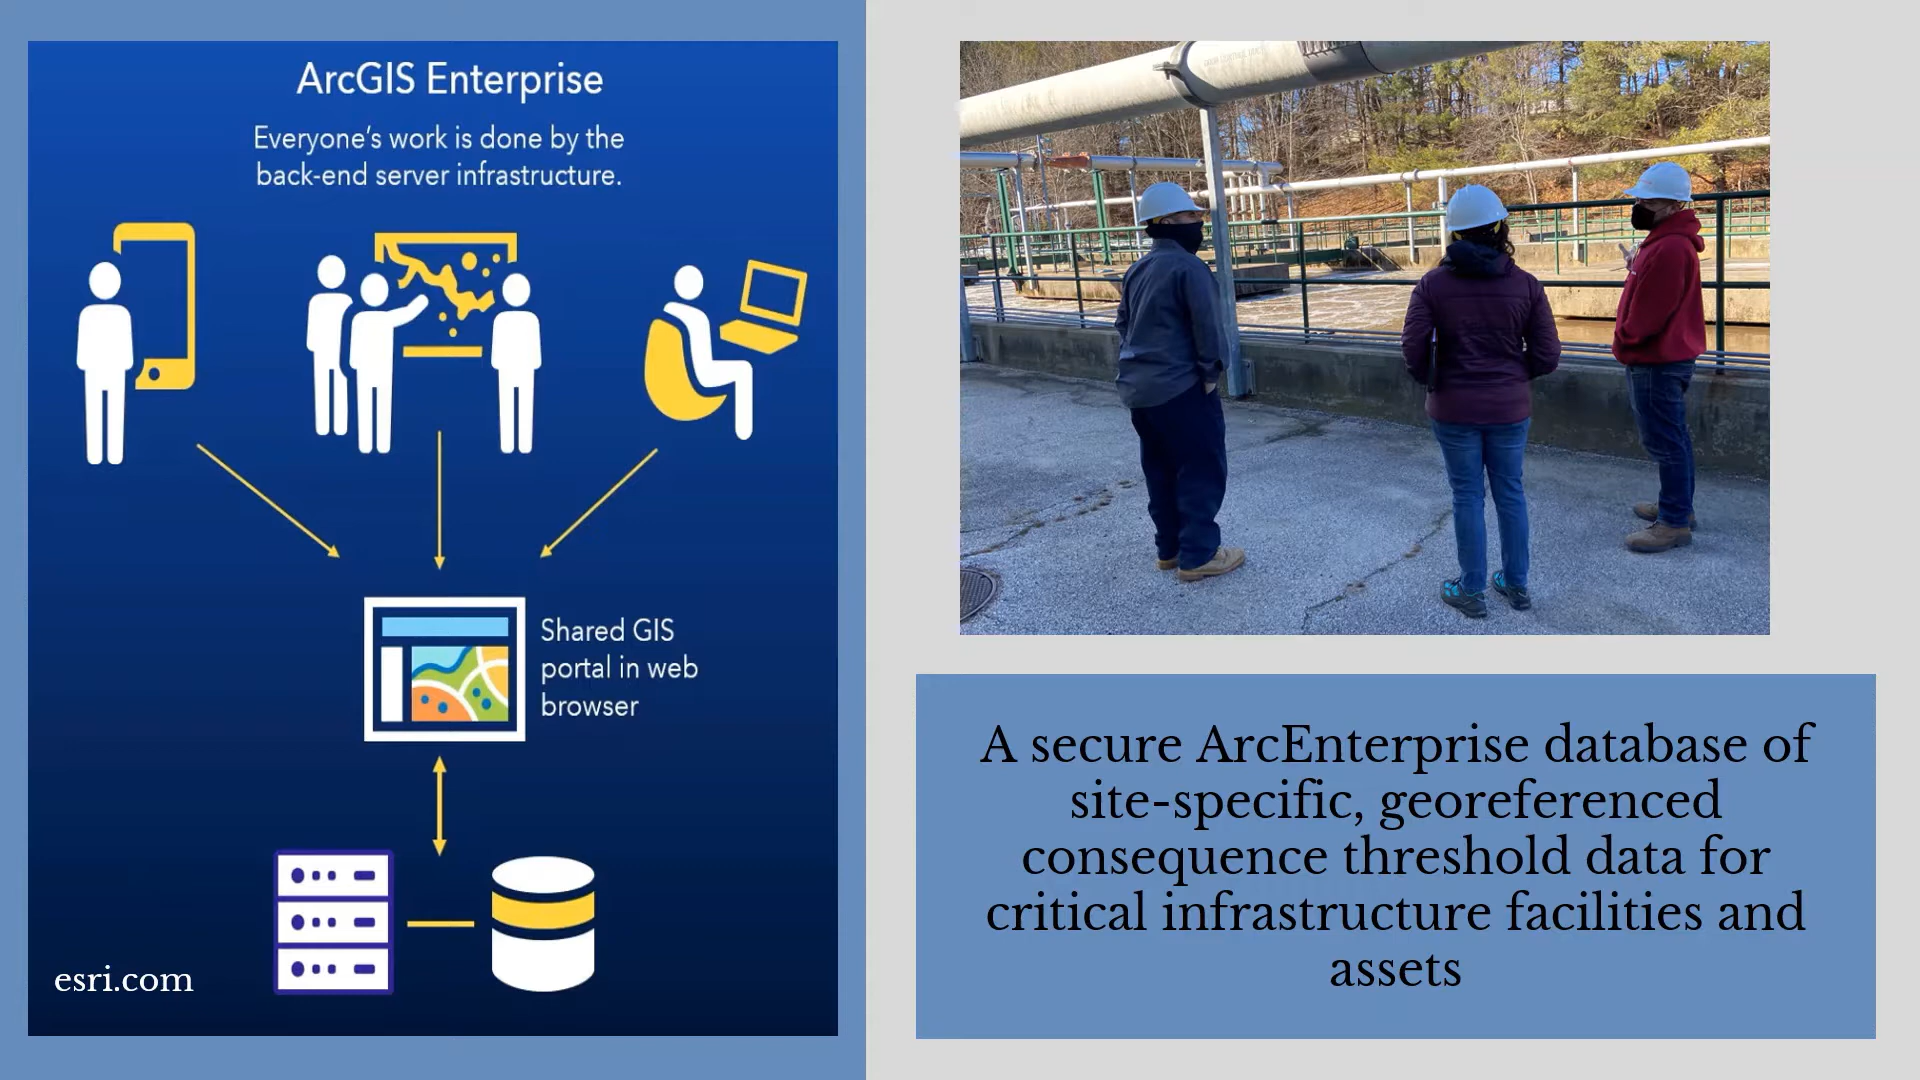 ArcGIS Enterprise
Everyone's work is done by the
back-end server infrastructure.
Shared GIS
portal in web
browser
esri.com
A secure ArcEnterprise database of
site-specific, georeferenced
consequence threshold data for
critical infrastructure facilities and
assets